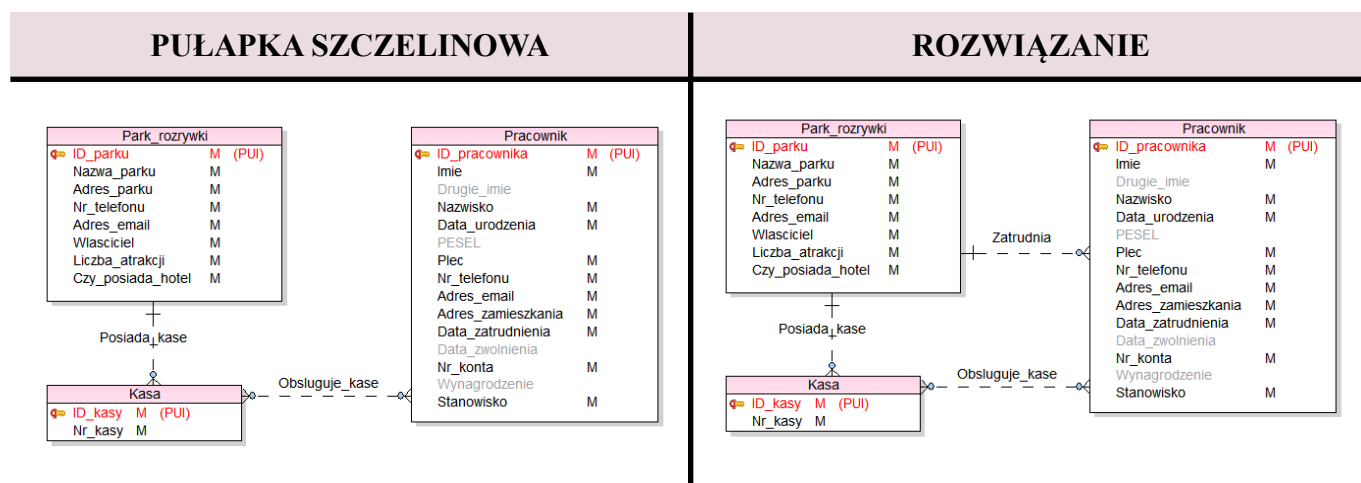 PUŁAPKA SZCZELINOWA
Park_rozrywki
ID_parku M (PUI)
Nazwa_parku M
Adres_parku M
Nr_telefonu M
Adres_email M
Wlasciciel M
Liczba_atrakcji M
Czy_posiada_hotel M
Pracownik
ID_pracownika M (PUI)
Imie M
Drugie_imie
Nazwisko M
Data_urodzenia M
PESEL
Plec M
Nr_telefonu M
Adres_email M
Adres_zamieszkania M
Data_zatrudnienia M
Data_zwolnienia
Nr_konta M
Wynagrodzenie
Stanowisko M
Posiada_kase
Obsluguje_kase
Kasa
ID_kasy M (PUI)
Nr_kasy M
ROZWIĄZANIE
Park_rozrywki
ID_parku M (PUI)
Nazwa_parku M
Adres_parku M
Nr_telefonu M
Adres_email M
Wlasciciel M
Liczba_atrakcji M
Czy_posiada_hotel M
Zatrudnia
Pracownik
ID_pracownika M (PUI)
Imie M
Drugie_imie
Nazwisko M
Data_urodzenia M
PESEL
Plec M
Nr_telefonu M
Adres_email M
Adres_zamieszkania M
Data_zatrudnienia M
Data_zwolnienia
Nr_konta M
Wynagrodzenie
Stanowisko M
Posiada_kase
Obsluguje_kase
Kasa
ID_kasy M (PUI)
Nr_kasy M